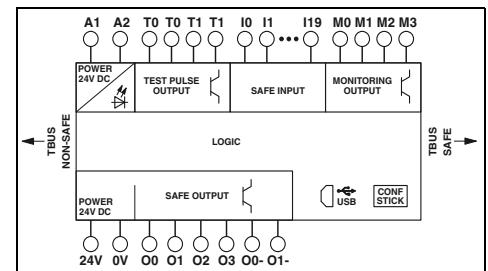 A1 A2 T0 T0 T1 T1 I0 I1 ••• I19 M0 M1 M2 M3
POWER
24V DC
TEST PULSE
OUTPUT
SAFE INPUT
MONITORING
OUTPUT
TBUS
NON-SAFE
LOGIC
TBUS
SAFE
POWER
24V DC
SAFE OUTPUT
USB
CONF
STICK
24V 0V O0 O1 O2 O3 O0- O1-